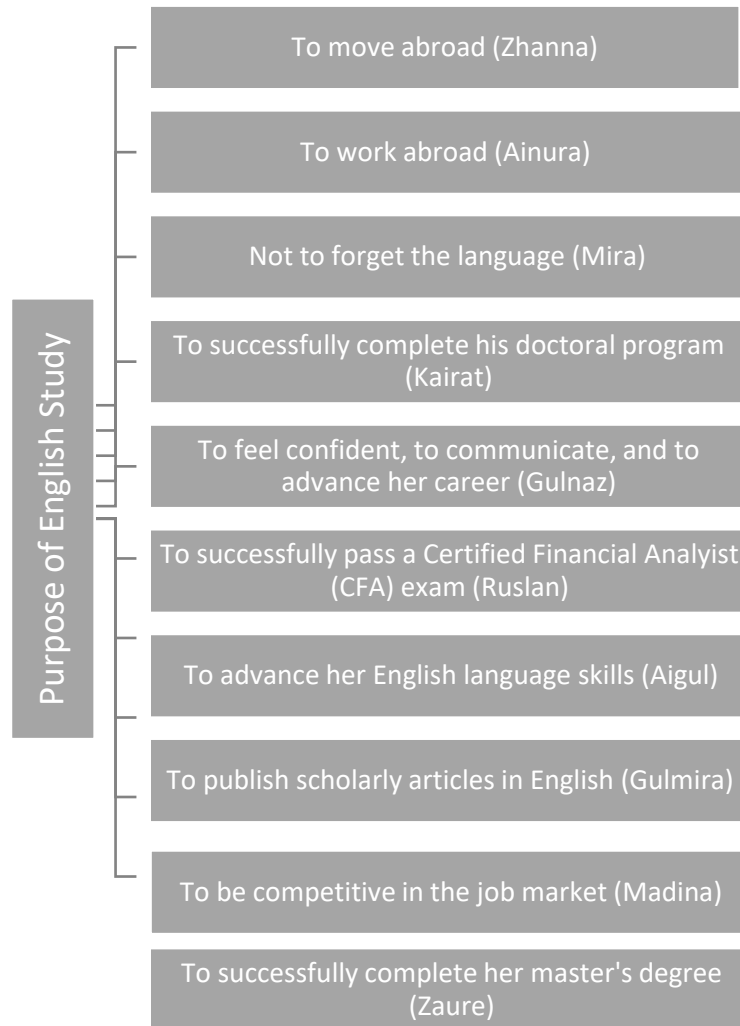 Purpose of English Study
To move abroad (Zhanna)
To work abroad (Ainura)
Not to forget the language (Mira)
To successfully complete his doctoral program
(Kairat)
To feel confident, to communicate, and to
advance her career (Gulnaz)
To successfully pass a Certified Financial Analyist
(CFA) exam (Ruslan)
To advance her English language skills (Aigul)
To publish scholarly articles in English (Gulmira)
To be competitive in the job market (Madina)
To successfully complete her master's degree
(Zaure)